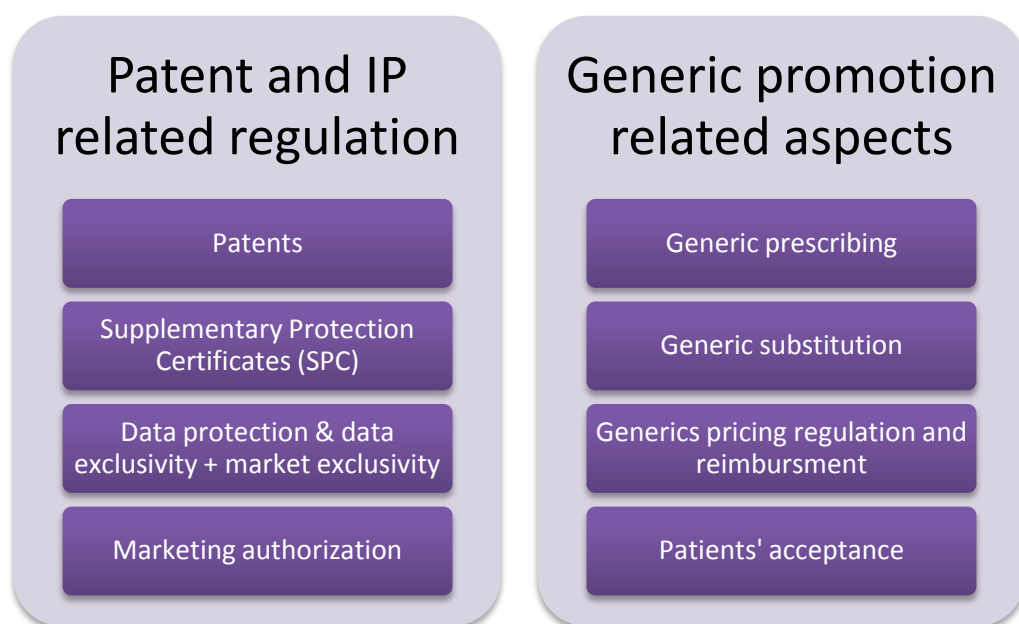 Patent and IP
related regulation
Patents
Supplementary Protection
Certificates (SPC)
Data protection & data
exclusivity + market exclusivity
Marketing authorization
Generic promotion
related aspects
Generic prescribing
Generic substitution
Generics pricing regulation and
reimbursment
Patients' acceptance